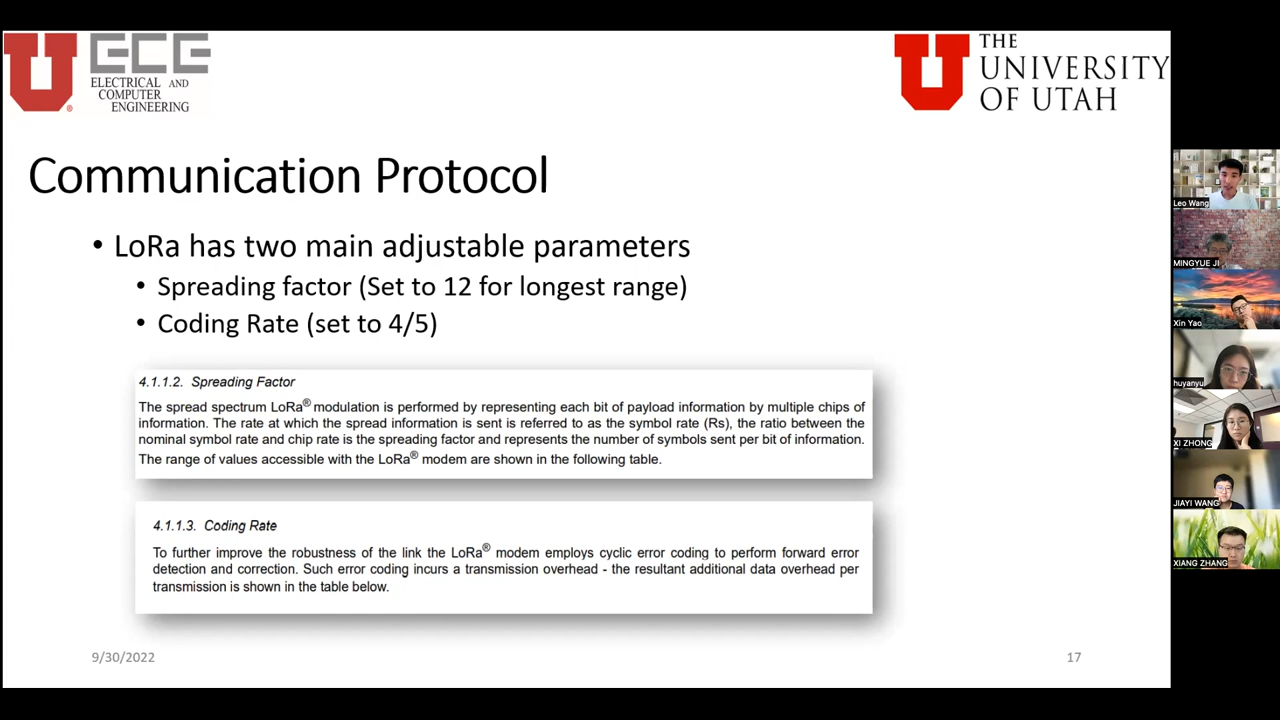 U ECE
ELECTRICAL AND
COMPUTER
ENGINEERING
®
U THE
UNIVERSITY
OF UTAH
Communication Protocol
• LoRa has two main adjustable parameters
• Spreading factor (Set to 12 for longest range)
• Coding Rate (set to 4/5)
4.1.1.2. Spreading Factor
The spread spectrum LoRa® modulation is performed by representing each bit of payload information by multiple chips of
information. The rate at which the spread information is sent is referred to as the symbol rate (Rs), the ratio between the
nominal symbol rate and chip rate is the spreading factor and represents the number of symbols sent per bit of information.
The range of values accessible with the LoRa® modem are shown in the following table.
4.1.1.3. Coding Rate
To further improve the robustness of the link the LoRa® modem employs cyclic error coding to perform forward error
detection and correction. Such error coding incurs a transmission overhead - the resultant additional data overhead per
transmission is shown in the table below.
9/30/2022
17
Leo Wang
MINGYUE JI
Xin Yao
huyanyu
XI ZHONG
JIAYI WANG
XIANG ZHANG